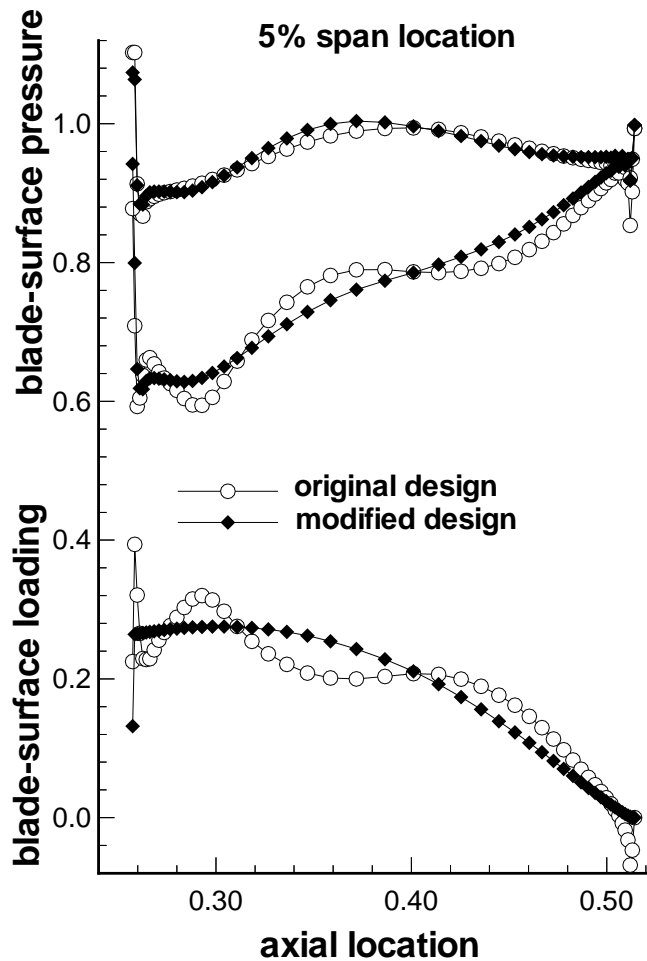 5% span location
blade-surface pressure
1.0
0.8
0.6
original design
modified design
blade-surface loading
0.4
0.2
0.0
0.30 0.40 0.50
axial location